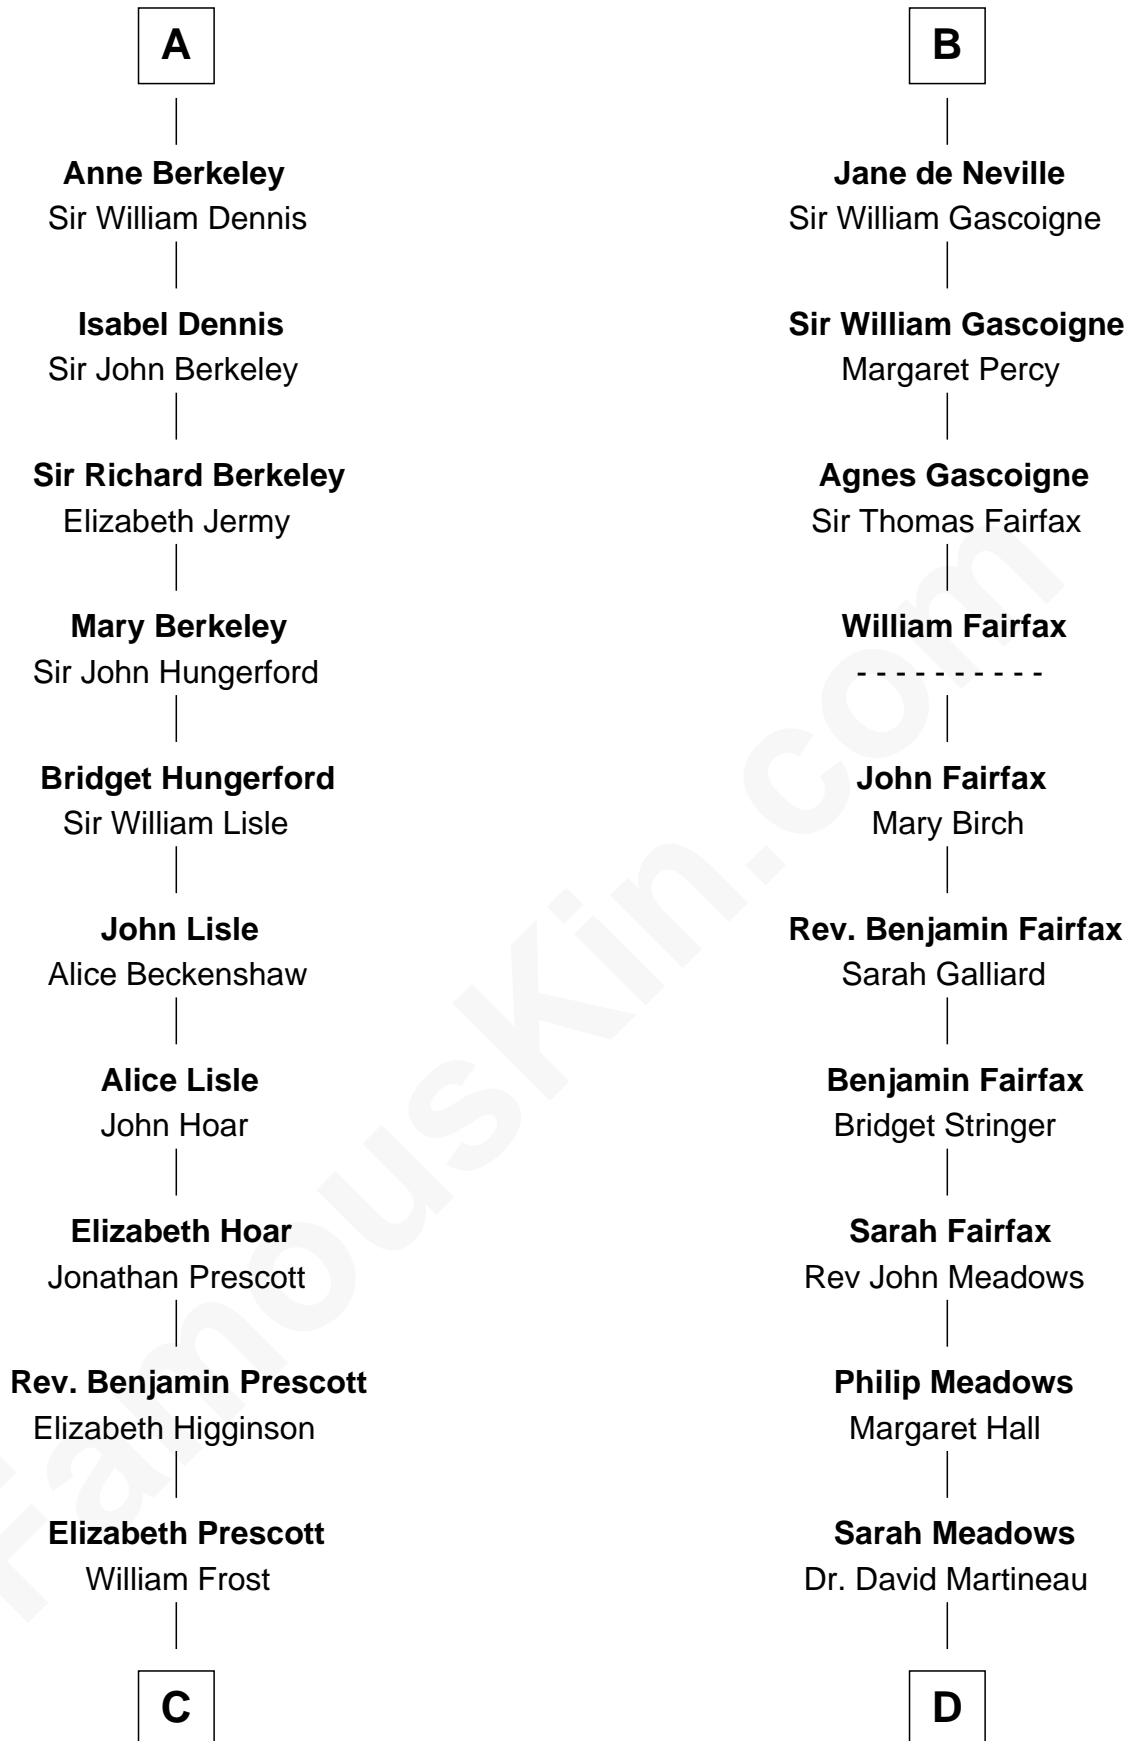 A
B
Anne Berkeley
Sir William Dennis
Jane de Neville
Sir William Gascoigne
Isabel Dennis
Sir John Berkeley
Sir William Gascoigne
Margaret Percy
Sir Richard Berkeley
Elizabeth Jermy
Agnes Gascoigne
Sir Thomas Fairfax
Mary Berkeley
Sir John Hungerford
William Fairfax
- - - - - - - - - -
Bridget Hungerford
Sir William Lisle
John Fairfax
Mary Birch
John Lisle
Alice Beckenshaw
Rev. Benjamin Fairfax
Sarah Galliard
Alice Lisle
John Hoar
Benjamin Fairfax
Bridget Stringer
Elizabeth Hoar
Jonathan Prescott
Sarah Fairfax
Rev John Meadows
Rev. Benjamin Prescott
Elizabeth Higginson
Philip Meadows
Margaret Hall
Elizabeth Prescott
William Frost
Sarah Meadows
Dr. David Martineau
C
D
FamousKin.com